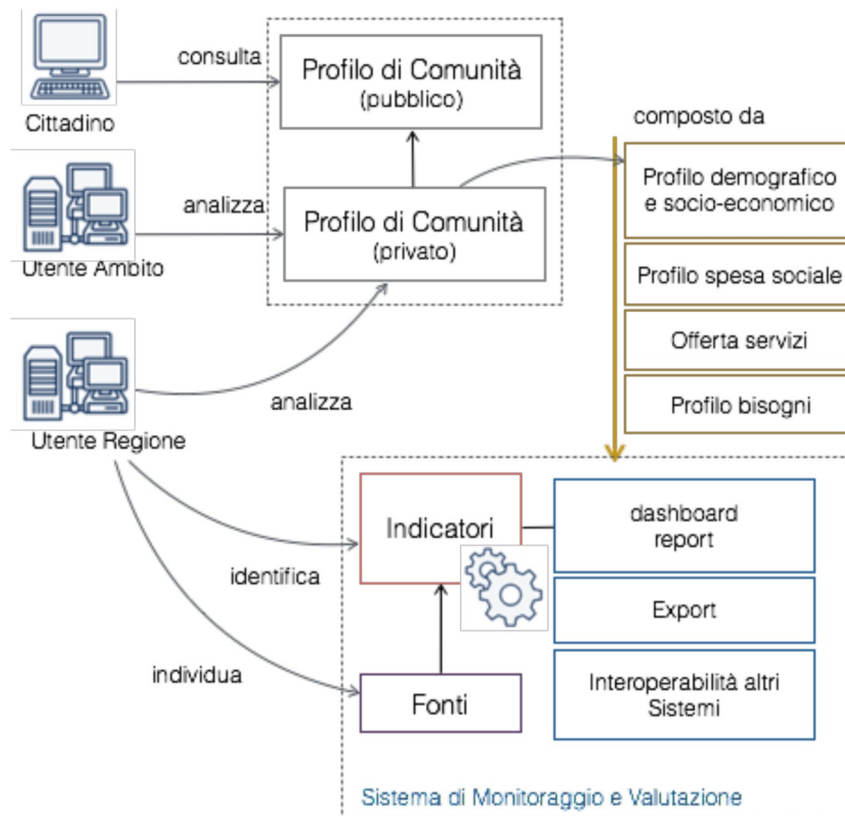 consulta
Profilo di Comunità
(pubblico)
Cittadino
composto da
Profilo demografico
e socio-economico
analizza
Profilo di Comunità
(privato)
Utente Ambito
Profilo spesa sociale
Offerta servizi
Profilo bisogni
analizza
Utente Regione
Indicatori
dashboard
report
identifica
Export
individua
Fonti
Interoperabilità altri
Sistemi
Sistema di Monitoraggio e Valutazione